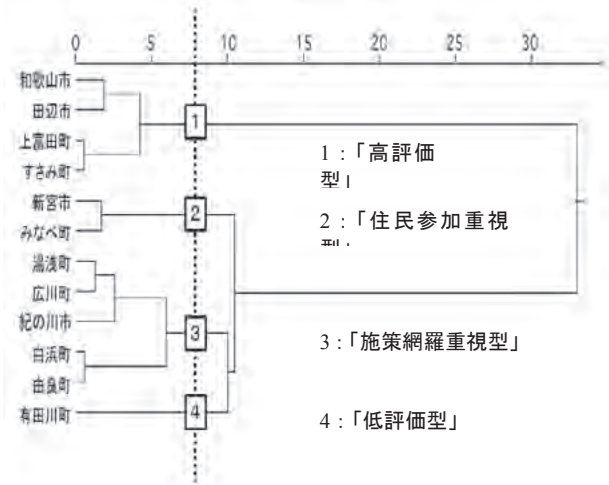 0 5 10 15 20 25 30
和歌山市
田辺市
上富田町
すさみ町
新宮市
みなべ町
湯浅町
広川町
紀の川市
白浜町
由良町
有田川町
1
2
3
4
1：「高評価
型」
2：「住民参加重視
型」
3：「施策網羅重視型」
4：「低評価型」